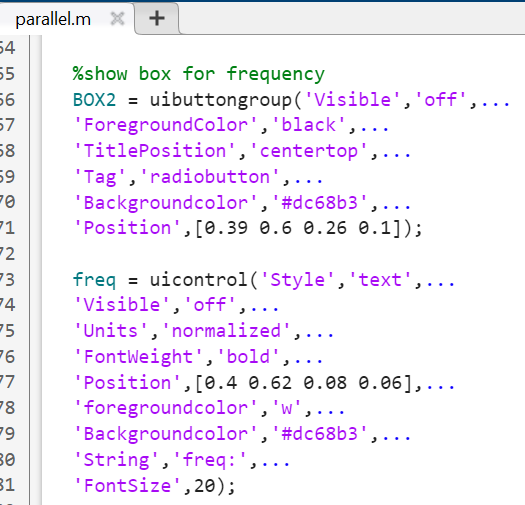 parallel.m
54
55 %show box for frequency
56 BOX2 = uibuttongroup('Visible','off',...
57 'ForegroundColor','black',...
58 'TitlePosition','centertop',...
59 'Tag','radiobutton',...
70 'Backgroundcolor','#dc68b3',...
71 'Position',[0.39 0.6 0.26 0.1]);
72
73 freq = uicontrol('Style','text',...
74 'Visible','off',...
75 'Units','normalized',...
76 'FontWeight','bold',...
77 'Position',[0.4 0.62 0.08 0.06],...
78 'foregroundcolor','w',...
79 'Backgroundcolor','#dc68b3',...
80 'String','freq:',...
81 'FontSize',20);